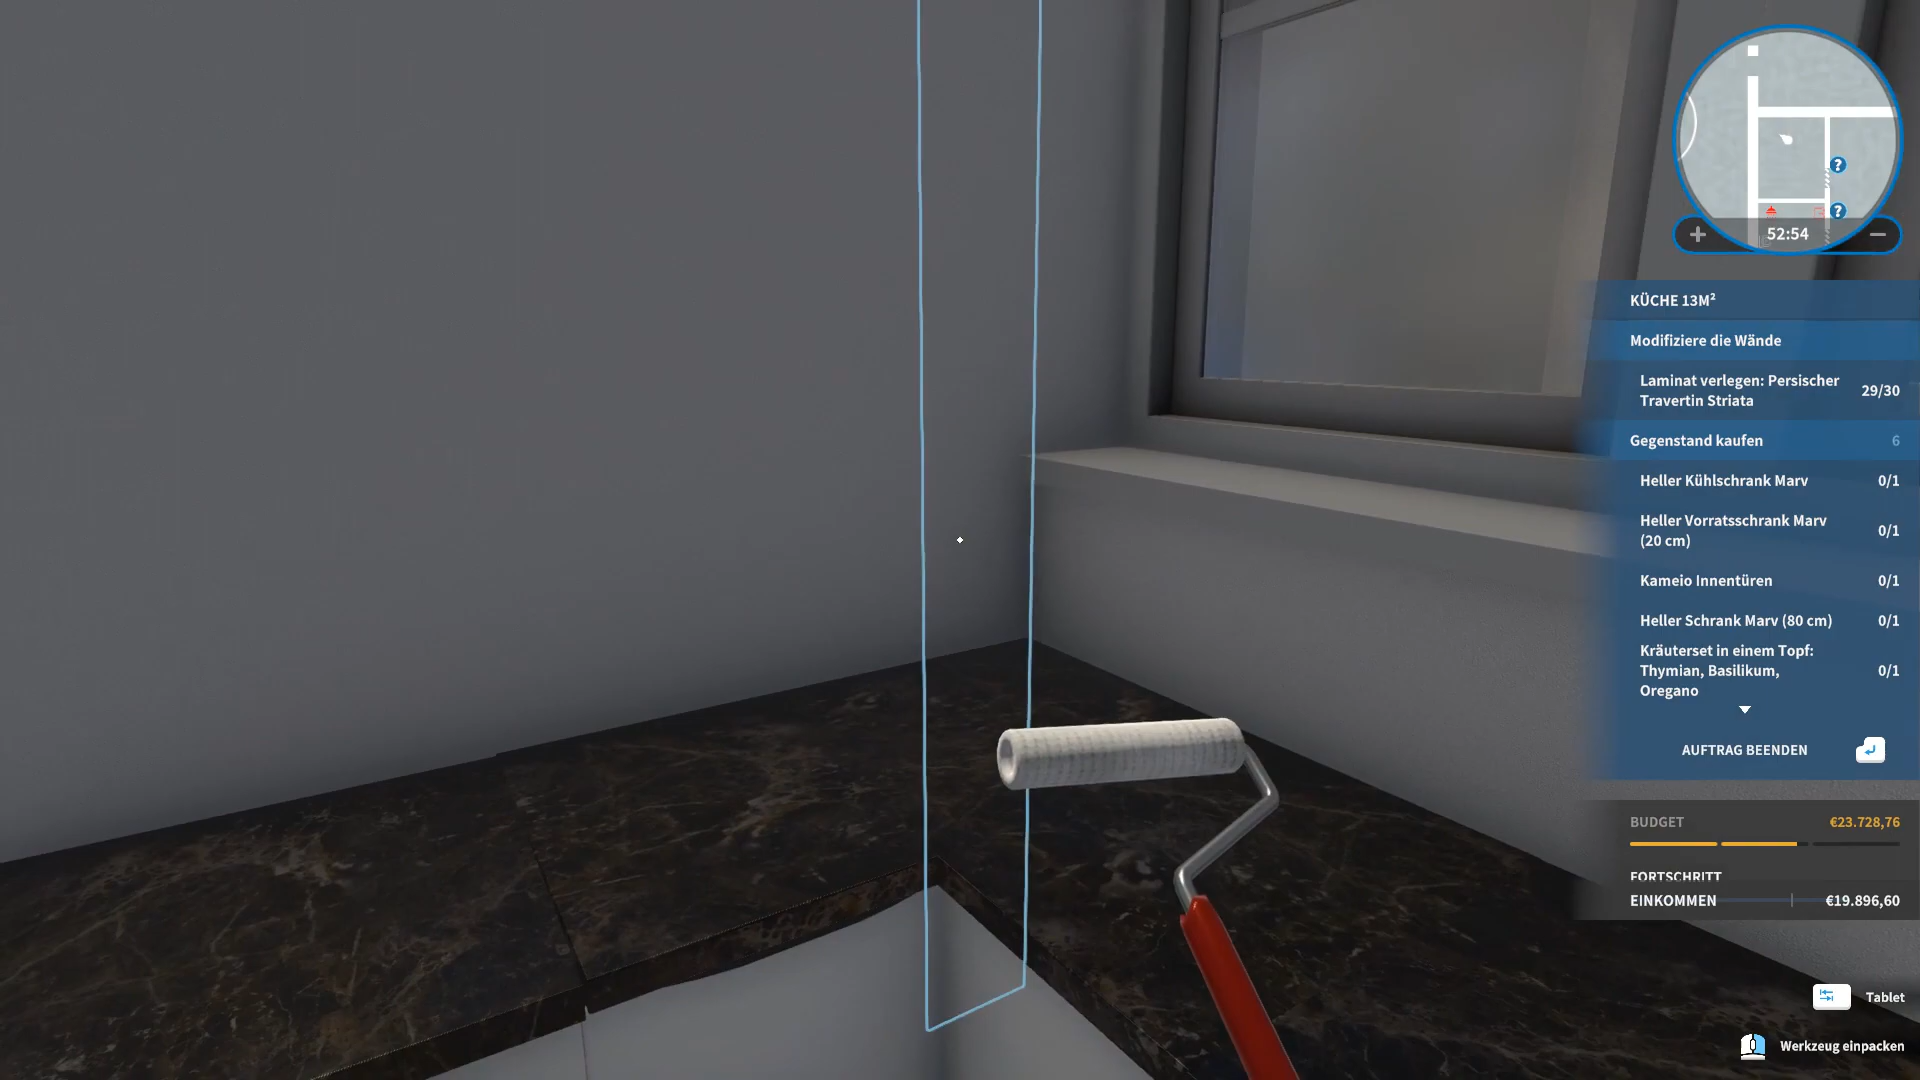 52:54
KÜCHE 13M²
Modifiziere die Wände
Laminat verlegen: Persischer
Travertin Striata
29/30
Gegenstand kaufen 6
Heller Kühlschrank Marv 0/1
Heller Vorratsschrank Marv
(20 cm)
0/1
Kameio Innentüren 0/1
Heller Schrank Marv (80 cm) 0/1
Kräuterset in einem Topf:
Thymian, Basilikum,
Oregano
0/1
AUFTRAG BEENDEN
BUDGET €23.728,76
FORTSCHRITT
EINKOMMEN €19.896,60
Tablet
Werkzeug einpacken